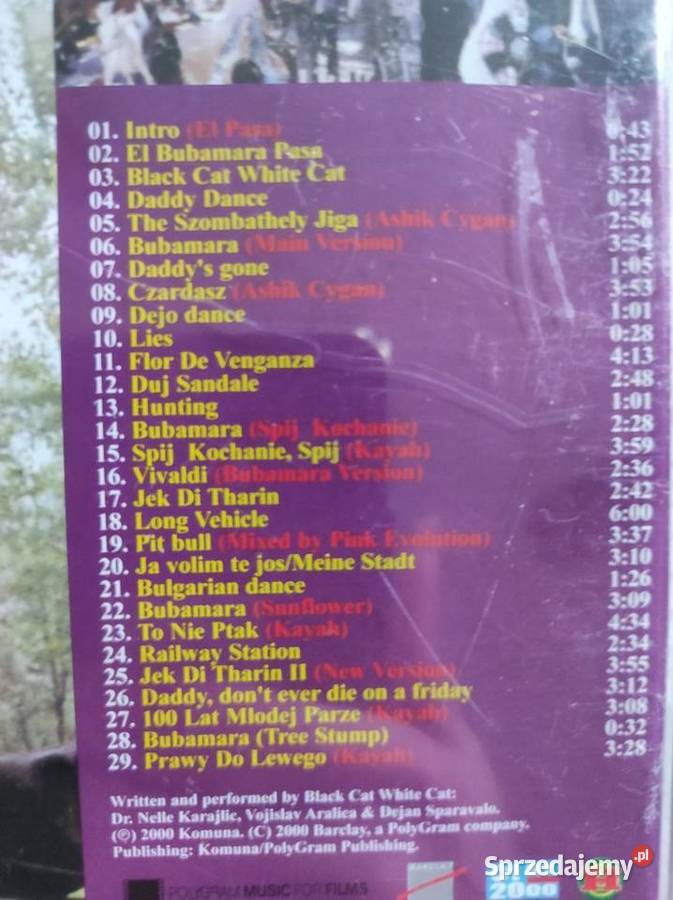 01. Intro (El Pasa) 0:43
02. El Bubamara Pasa 1:52
03. Black Cat White Cat 3:22
04. Daddy Dance 0:24
05. The Szombathely Jiga (Ashik Cygan) 2:56
06. Bubamara (Main Version) 3:54
07. Daddy's gone 1:05
08. Czardasz (Ashik Cygan) 3:53
09. Dejo dance 1:01
10. Lies 0:28
11. Flor De Venganza 4:13
12. Duj Sandale 2:48
13. Hunting 1:01
14. Bubamara (Spij Kochanie) 2:28
15. Spij Kochanie, Spij (Kayah) 3:59
16. Vivaldi (Bubamara Version) 2:36
17. Jek Di Tharin 2:42
18. Long Vehicle 6:00
19. Pit bull (Mixed by Pink Evolution) 3:37
20. Ja volim te jos/Meine Stadt 3:10
21. Bulgarian dance 1:26
22. Bubamara (Sunflower) 3:09
23. To Nie Ptak (Kayah) 4:34
24. Railway Station 2:34
25. Jek Di Tharin II (New Version) 3:55
26. Daddy, don't ever die on a friday 3:12
27. 100 Lat Mlodej Parze (Kayah) 3:08
28. Bubamara (Tree Stump) 0:32
29. Prawy Do Lewego (Kayah) 3:28
Written and performed by Black Cat White Cat:
Dr. Nelle Karajlic, Vojislav Aralica & Dejan Sparavalo.
(P) 2000 Komuna. (C) 2000 Barclay, a PolyGram company.
Publishing: Komuna/PolyGram Publishing.
POLYGRAM MUSIC FOR FILMS
BARCLAY
2000
Sprzedajemy.pl